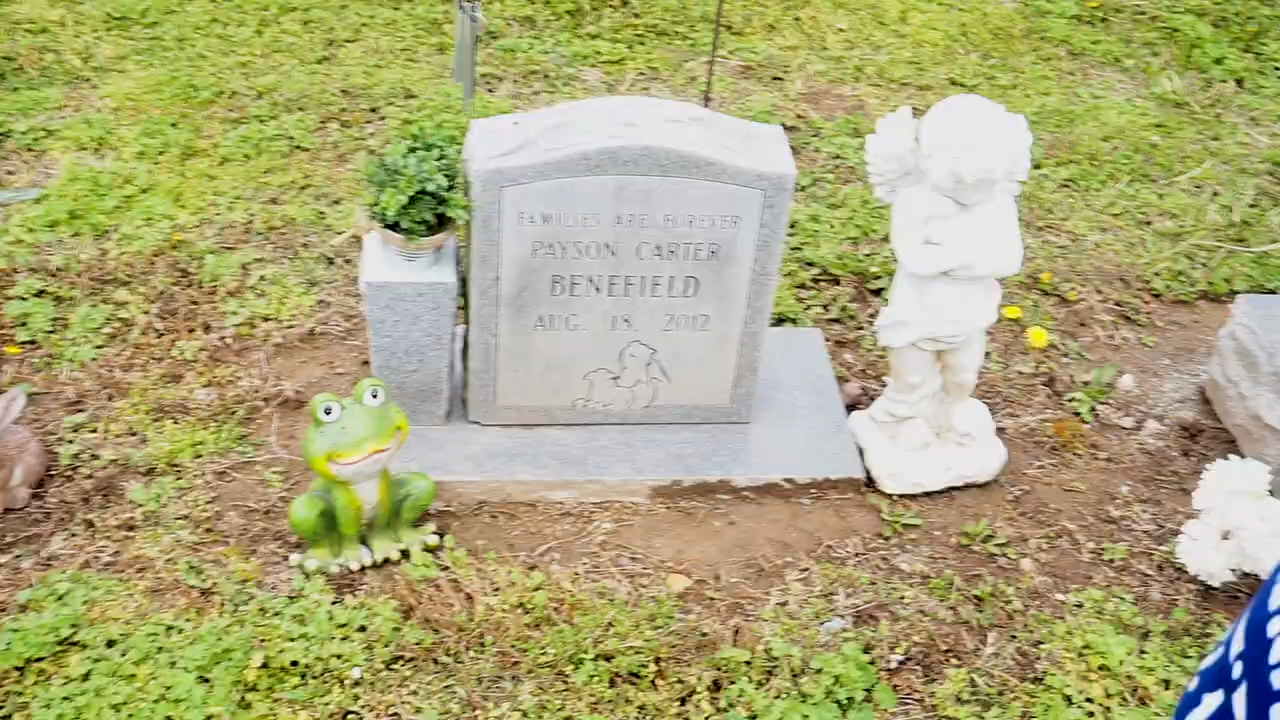 FAMILIES ARE FOREVER
PAYSON CARTER
BENEFIELD
AUG. 18. 2012